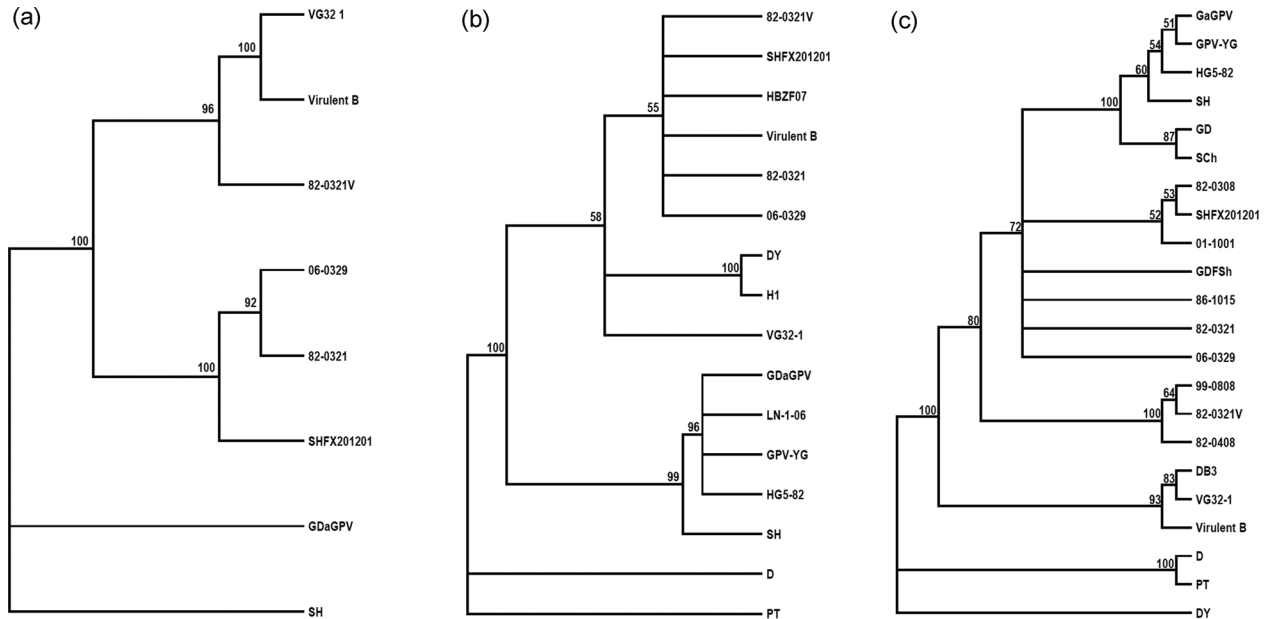 (a)
VG32 1
100
Virulent B
96
82-0321V
100
06-0329
92
82-0321
100
SHFX201201
GDaGPV
SH
(b)
82-0321V
SHFX201201
HBZF07
55
Virulent B
82-0321
06-0329
58
DY
100
H1
VG32-1
100
GDaGPV
LN-1-06
96
GPV-YG
99
HG5-82
SH
D
PT
(c)
GaGPV
51
GPV-YG
54
HG5-82
60
SH
100
GD
87
SCh
82-0308
53
SHFX201201
52
01-1001
72
GDFSh
86-1015
80
82-0321
06-0329
99-0808
64
82-0321V
100
82-0408
100
DB3
83
VG32-1
93
Virulent B
D
100
PT
DY